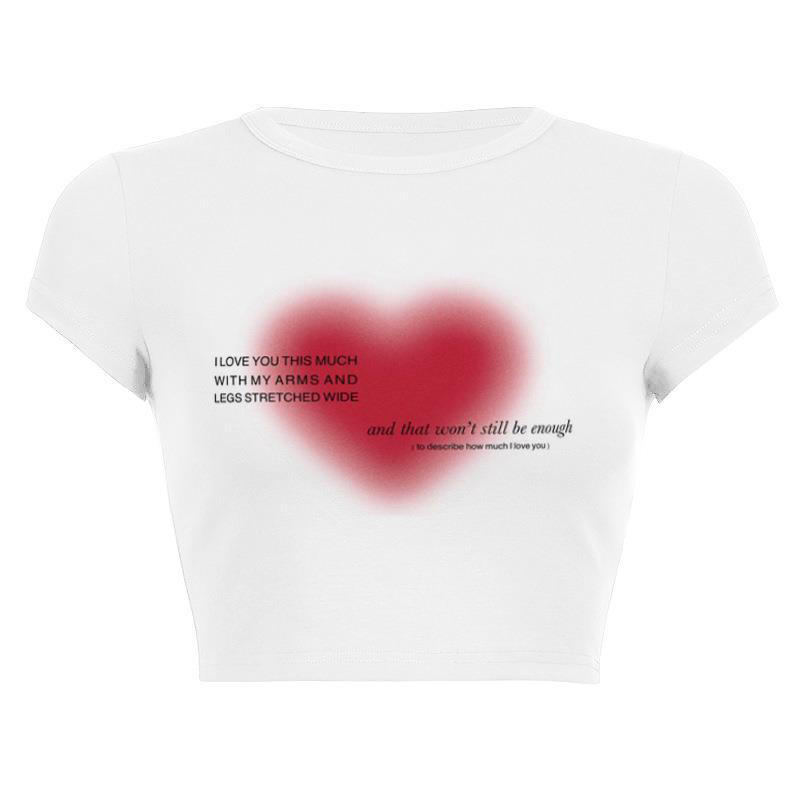 I LOVE YOU THIS MUCH
WITH MY ARMS AND
LEGS STRETCHED WIDE
and that won't still be enough
( to describe how much I love you )